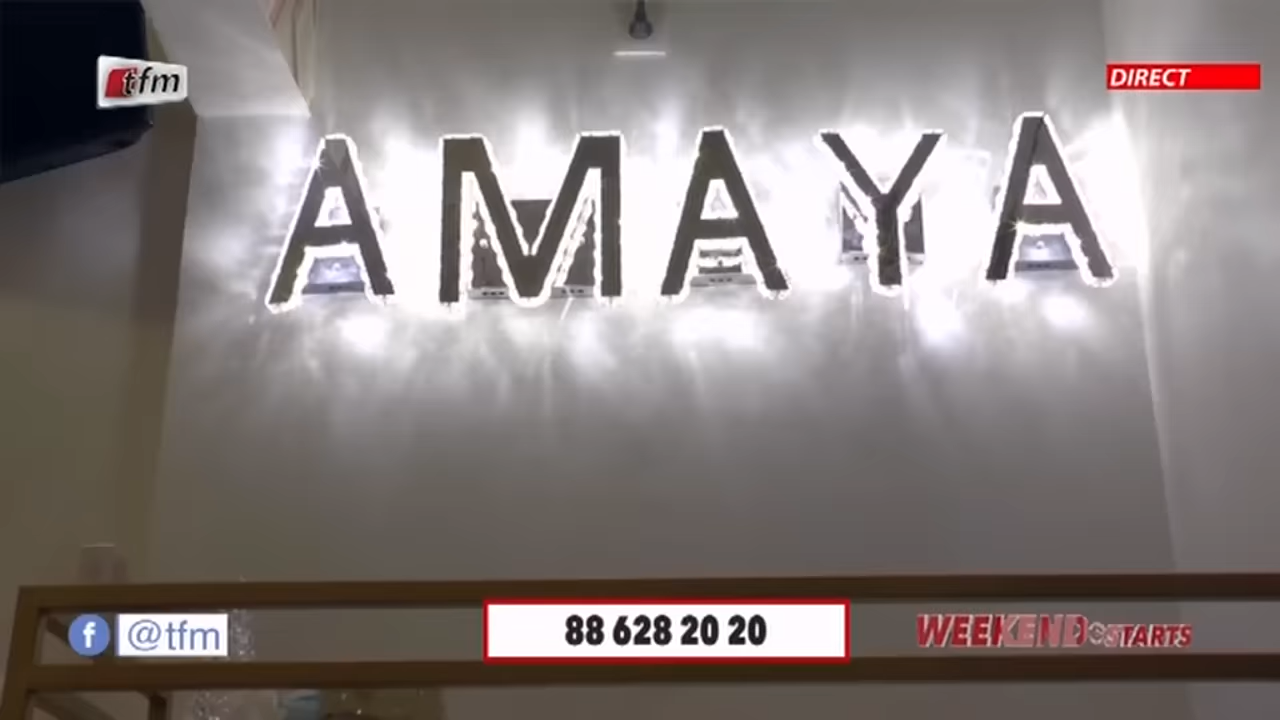 tfm
DIRECT
AMAYA
f @tfm
88 628 20 20
WEEKEND STARTS